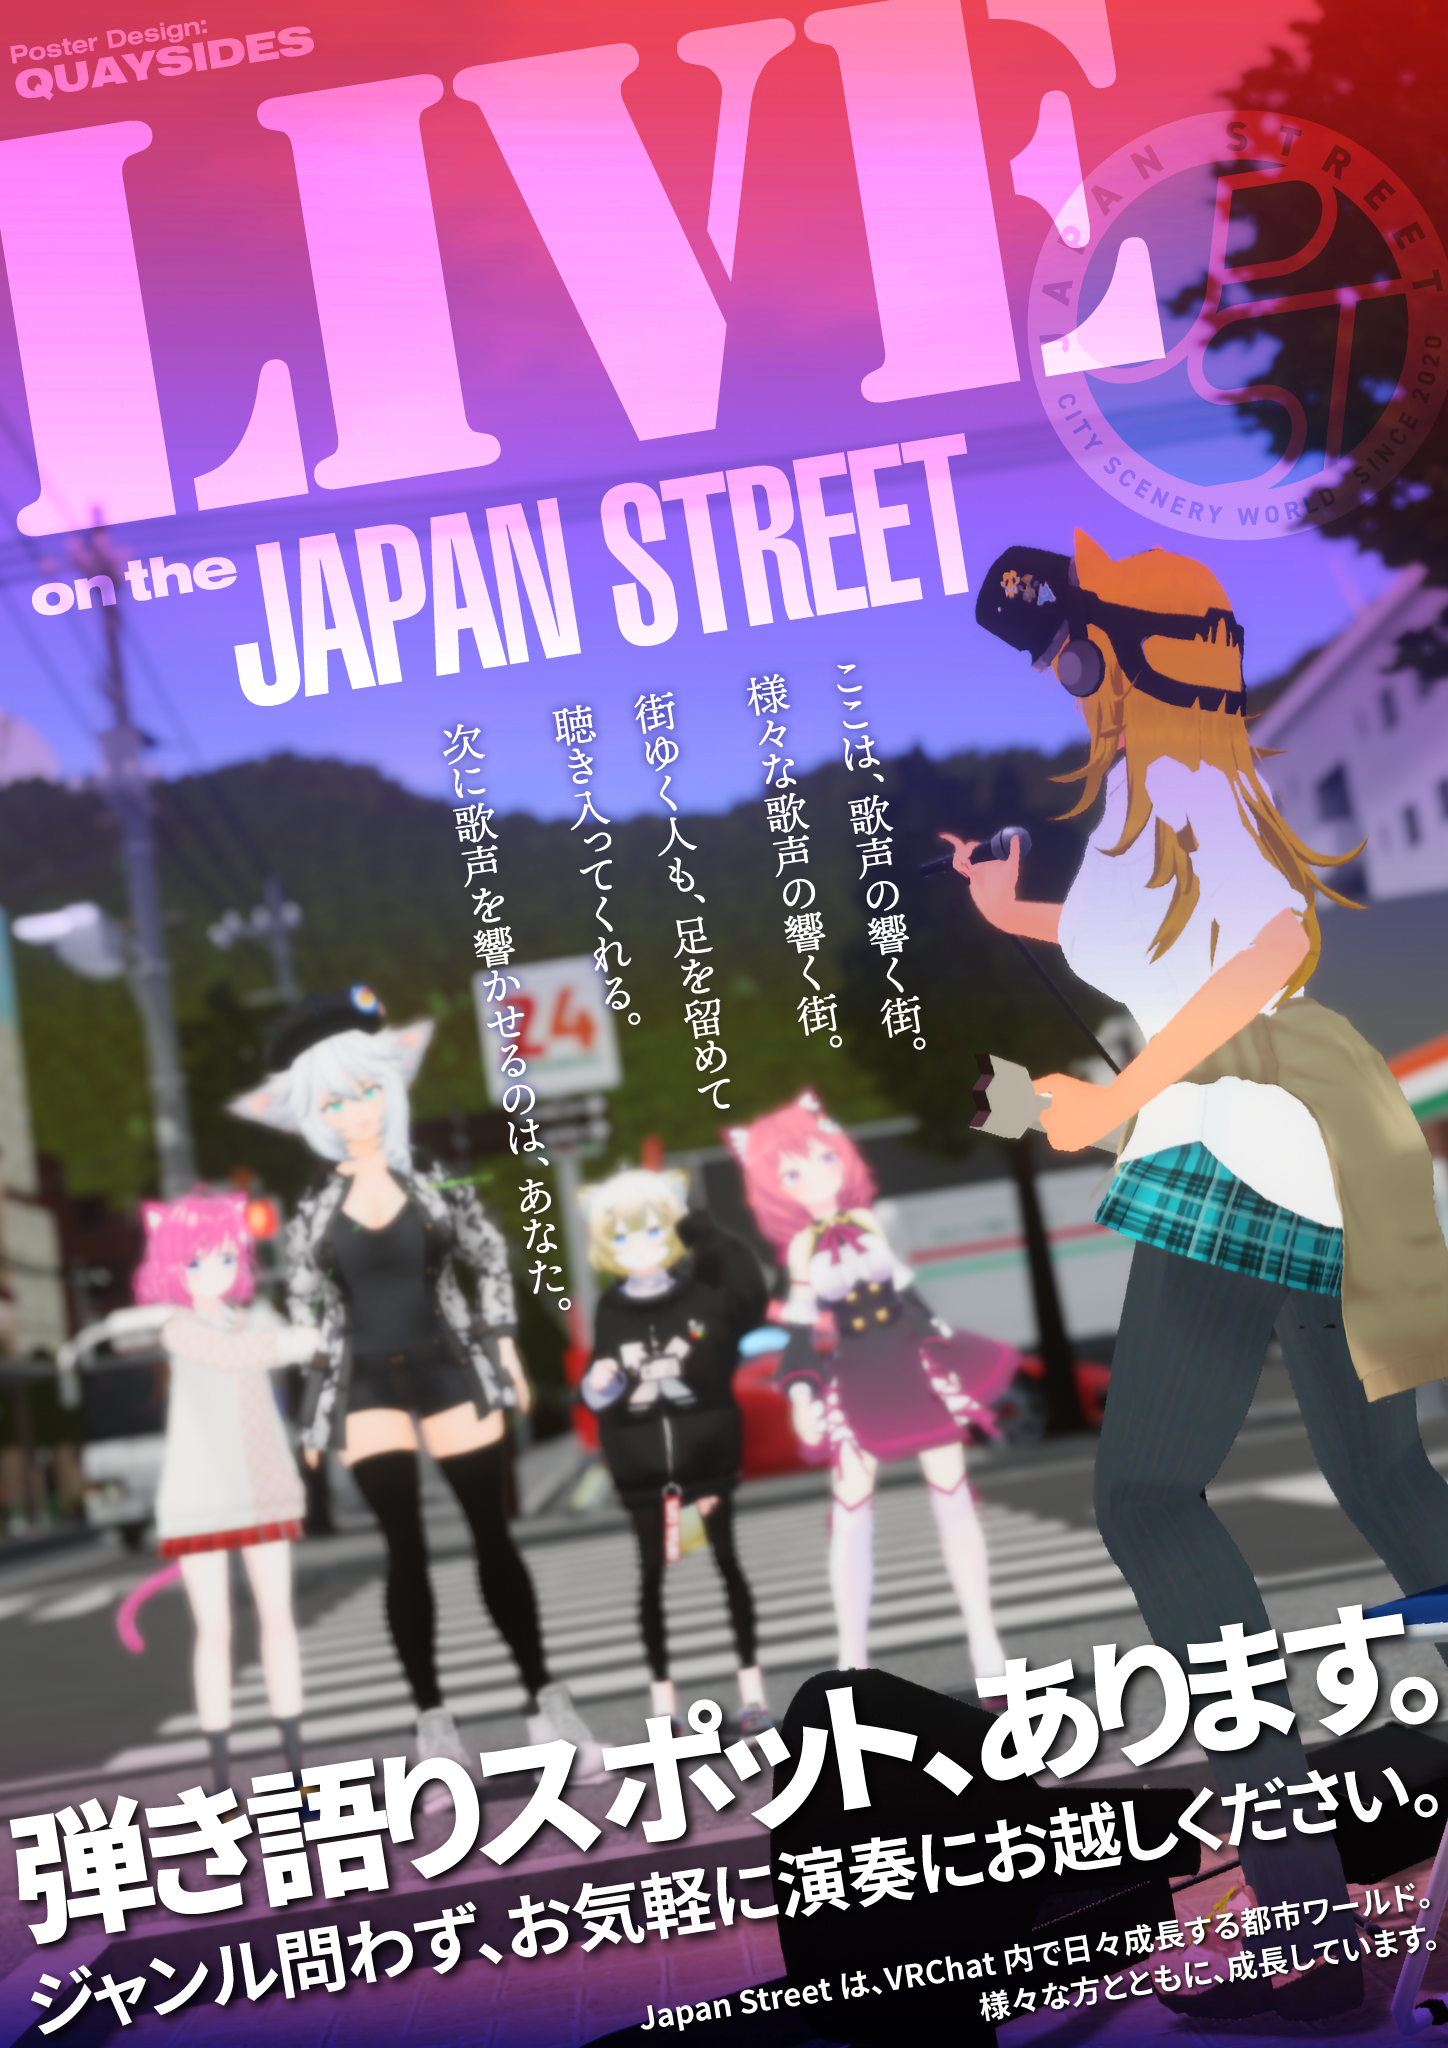 Poster Design:
QUAYSIDES
LIVE
on the JAPAN STREET
JAPAN STREET
CITY SCENERY WORLD SINCE 2020
ここは、歌声の響く街。
様々な歌声の響く街。
街ゆく人も、足を留めて
聴き入ってくれる。
次に歌声を響かせるのは、あなた。
24
弾き語りスポット、あります。
ジャンル問わず、お気軽に演奏にお越しください。
Japan Street は、VRChat 内で日々成長する都市ワールド。
様々な方とともに、成長しています。